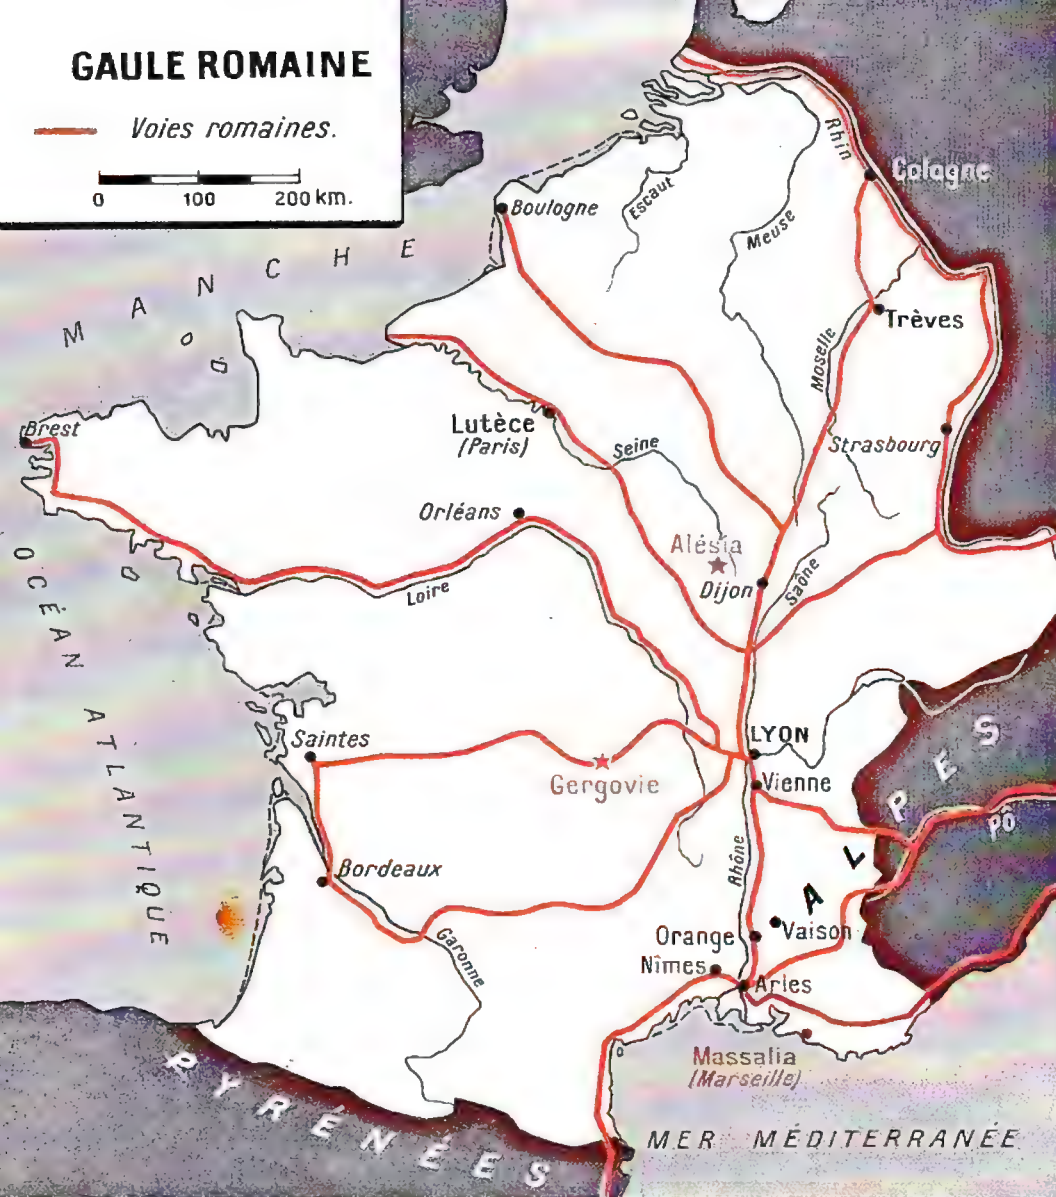 GAULE ROMAINE
Voies romaines.
0 100 200 km.
MANCHE
Boulogne
Escaut
Meuse
Rhin
Cologne
Trèves
Moselle
Brest
Lutèce
(Paris)
Seine
Strasbourg
Orléans
Alésia
Dijon
Saône
Loire
OCÉAN ATLANTIQUE
Saintes
Gergovie
LYON
Vienne
ALPES
PÔ
Rhône
Bordeaux
Garonne
Orange
Vaison
Nîmes
Arles
Massalia
(Marseille)
PYRÉNÉES
MER MÉDITERRANÉE